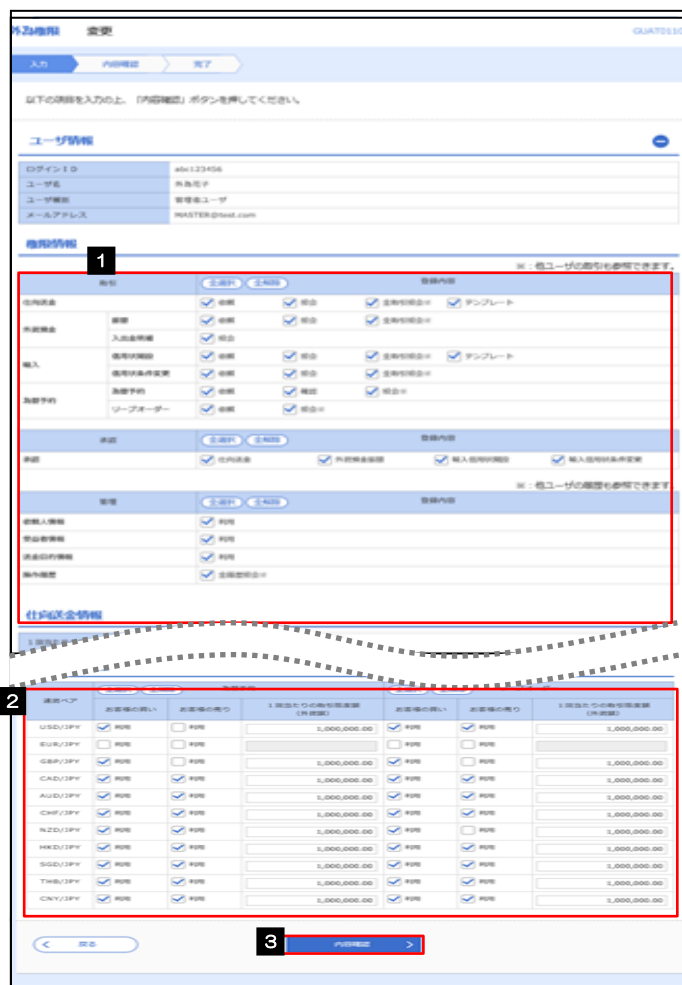 外為権限 変更
GUAT0110
入力 内容確認 完了
以下の項目を入力の上、「内容確認」ボタンを押してください。
ユーザ情報
ログインID abc123456
ユーザ名 外為花子
ユーザ種別 管理者ユーザ
メールアドレス MASTER@test.com
権限情報
1
※：他ユーザの取引も参照できます。
取引 全選択 全解除 登録内容
仕向送金 依頼 照会 全取引照会※ テンプレート
外貨預金 振替 依頼 照会 全取引照会※
入出金明細 照会
輸入 信用状開設 依頼 照会 全取引照会※ テンプレート
信用状条件変更 依頼 照会 全取引照会※
為替予約 為替予約 依頼 確認 照会※
リーブオーダー 依頼 照会※
承認 全選択 全解除 登録内容
承認 仕向送金 外貨預金振替 輸入信用状開設 輸入信用状条件変更
※：他ユーザの履歴も参照できます。
管理 全選択 全解除 登録内容
依頼人情報 利用
受益者情報 利用
送金目的情報 利用
操作履歴 全履歴照会※
仕向送金情報
2
通貨ペア お客様の買い お客様の売り 1回当たりの取引限度額(外貨額) お客様の買い お客様の売り 1回当たりの取引限度額(外貨額)
USD/JPY 利用 利用 1,000,000.00 利用 利用 1,000,000.00
EUR/JPY 利用 利用 利用 利用
GBP/JPY 利用 利用 1,000,000.00 利用 利用 1,000,000.00
CAD/JPY 利用 利用 1,000,000.00 利用 利用 1,000,000.00
AUD/JPY 利用 利用 1,000,000.00 利用 利用 1,000,000.00
CHF/JPY 利用 利用 1,000,000.00 利用 利用 1,000,000.00
NZD/JPY 利用 利用 1,000,000.00 利用 利用 1,000,000.00
HKD/JPY 利用 利用 1,000,000.00 利用 利用 1,000,000.00
SGD/JPY 利用 利用 1,000,000.00 利用 利用 1,000,000.00
THB/JPY 利用 利用 1,000,000.00 利用 利用 1,000,000.00
CNY/JPY 利用 利用 1,000,000.00 利用 利用 1,000,000.00
戻る 3 内容確認